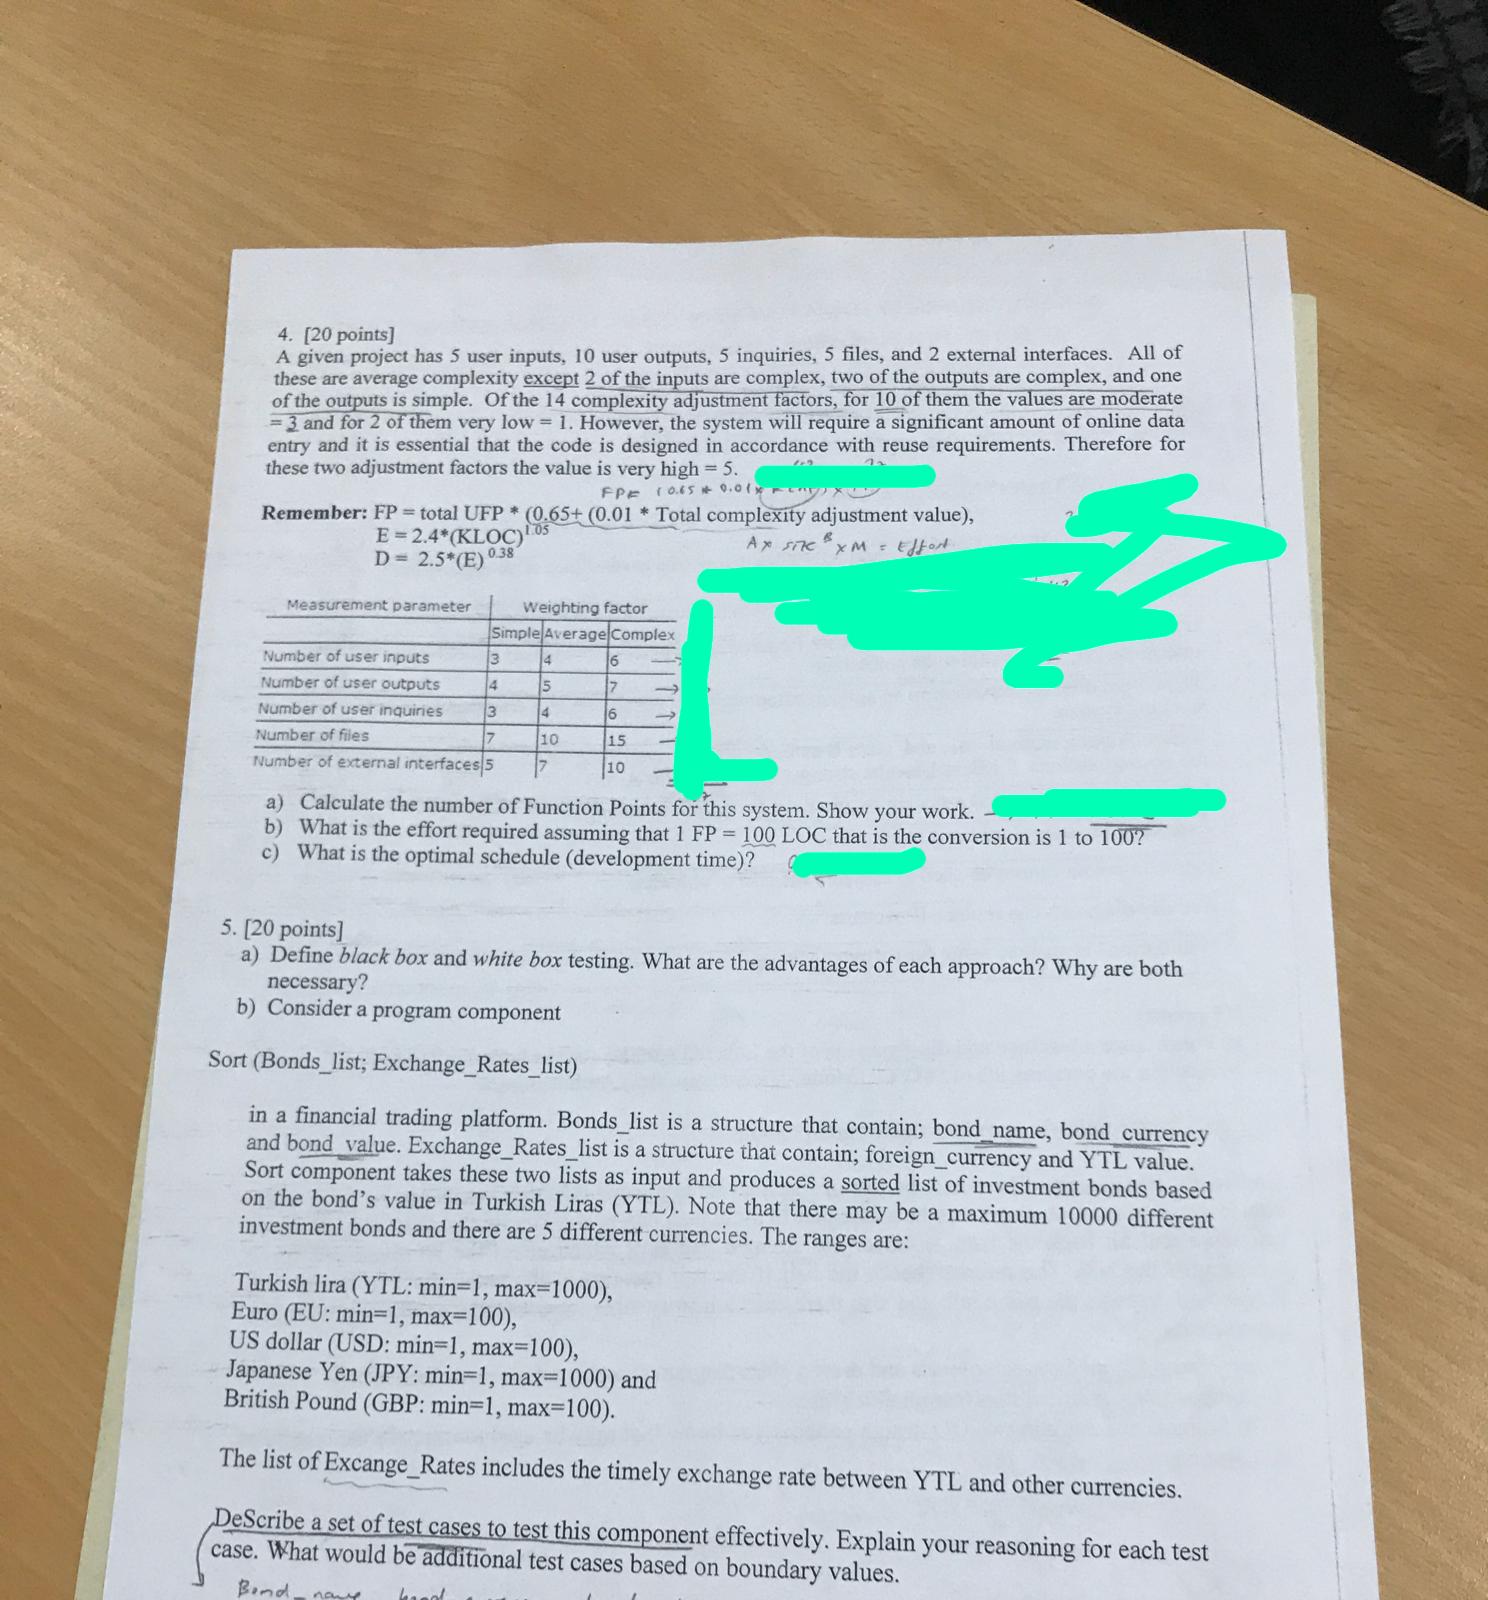 4. [20 points]
A given project has 5 user inputs, 10 user outputs, 5 inquiries, 5 files, and 2 external interfaces. All of
these are average complexity except 2 of the inputs are complex, two of the outputs are complex, and one
of the outputs is simple. Of the 14 complexity adjustment factors, for 10 of them the values are moderate
= 3 and for 2 of them very low = 1. However, the system will require a significant amount of online data
entry and it is essential that the code is designed in accordance with reuse requirements. Therefore for
these two adjustment factors the value is very high = 5.
FP = (0.65 + 0.01 x
Remember: FP = total UFP * (0.65+ (0.01 * Total complexity adjustment value),
E = 2.4*(KLOC)^1.05
A x size^B x M = Effort
D = 2.5*(E)^0.38
Measurement parameter Weighting factor
Simple Average Complex
Number of user inputs 3 4 6 →
Number of user outputs 4 5 7 →
Number of user inquiries 3 4 6 →
Number of files 7 10 15
Number of external interfaces 5 7 10
a) Calculate the number of Function Points for this system. Show your work.
b) What is the effort required assuming that 1 FP = 100 LOC that is the conversion is 1 to 100?
c) What is the optimal schedule (development time)?
5. [20 points]
a) Define black box and white box testing. What are the advantages of each approach? Why are both
necessary?
b) Consider a program component
Sort (Bonds_list; Exchange_Rates_list)
in a financial trading platform. Bonds_list is a structure that contain; bond_name, bond_currency
and bond_value. Exchange_Rates_list is a structure that contain; foreign_currency and YTL value.
Sort component takes these two lists as input and produces a sorted list of investment bonds based
on the bond's value in Turkish Liras (YTL). Note that there may be a maximum 10000 different
investment bonds and there are 5 different currencies. The ranges are:
Turkish lira (YTL: min=1, max=1000),
Euro (EU: min=1, max=100),
US dollar (USD: min=1, max=100),
Japanese Yen (JPY: min=1, max=1000) and
British Pound (GBP: min=1, max=100).
The list of Excange_Rates includes the timely exchange rate between YTL and other currencies.
DeScribe a set of test cases to test this component effectively. Explain your reasoning for each test
case. What would be additional test cases based on boundary values.
Bond_name